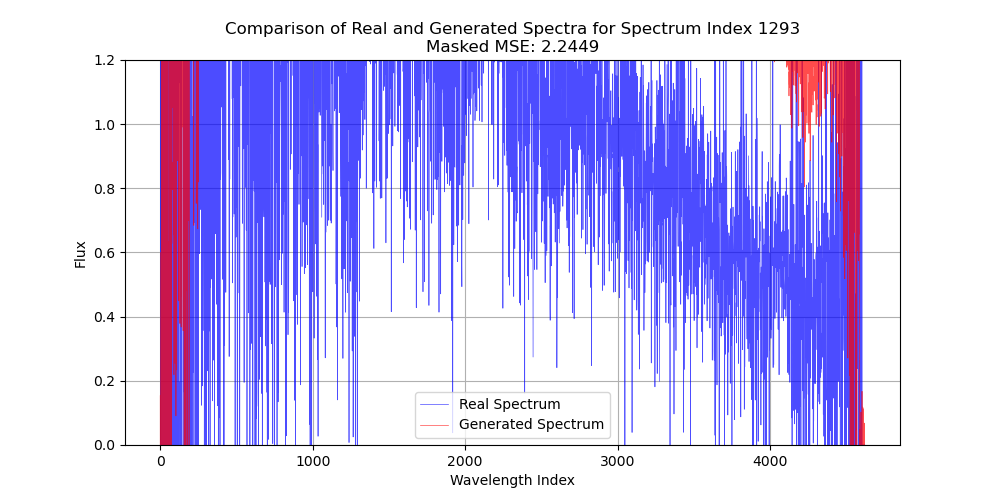 Comparison of Real and Generated Spectra for Spectrum Index 1293
Masked MSE: 2.2449
1.2
1.0
0.8
0.6
0.4
0.2
0.0
Flux
Real Spectrum
Generated Spectrum
0 1000 2000 3000 4000
Wavelength Index